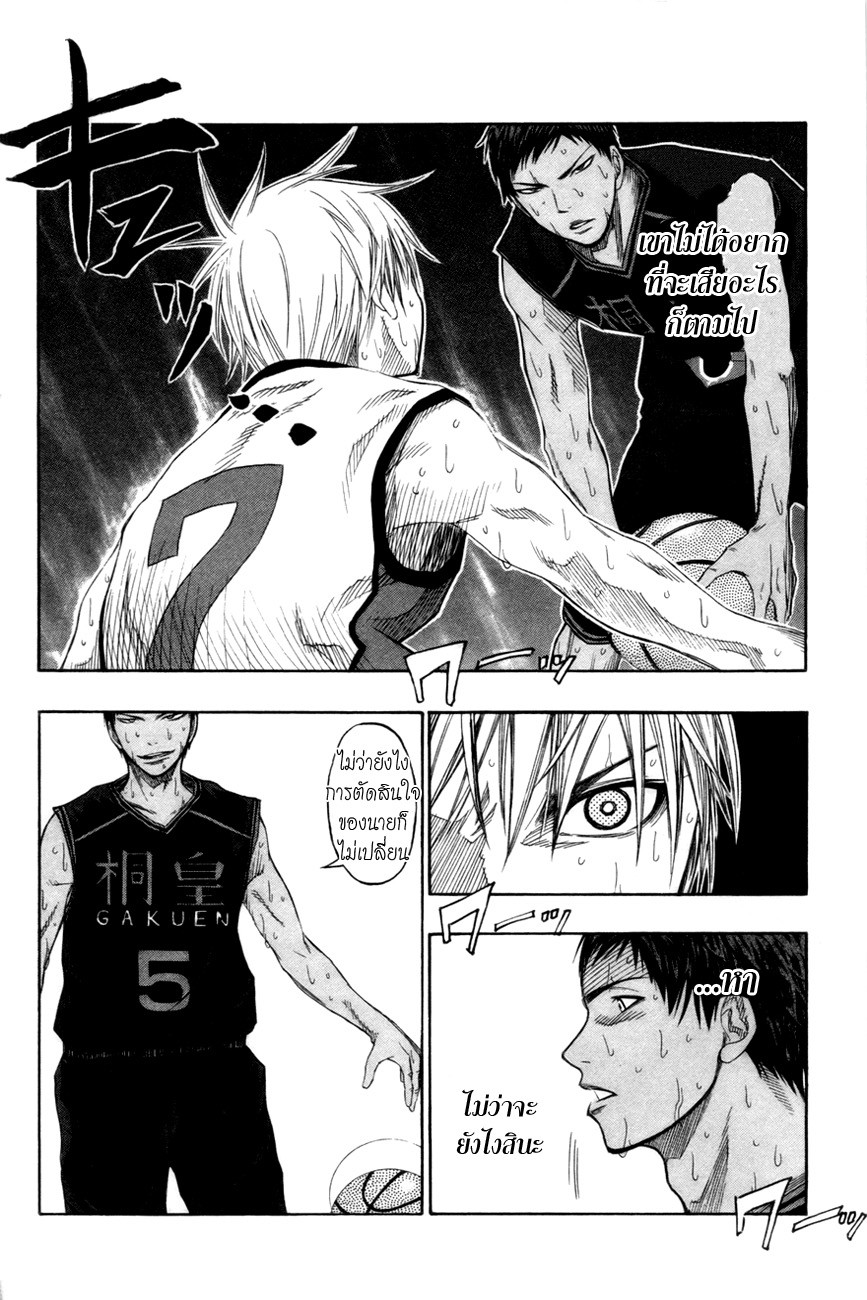 キュッ
เขาไม่ได้อยาก
ที่จะเสียอะไร
ก็ตามไป
桐
7
ワーッッ
ไม่ว่ายังไง
การตัดสินใจ
ของนายก็
ไม่เปลี่ยน
桐皇
GAKUEN
5
ワーッッ
...หา
ไม่ว่าจะ
ยังไงสินะ
ワーッッ